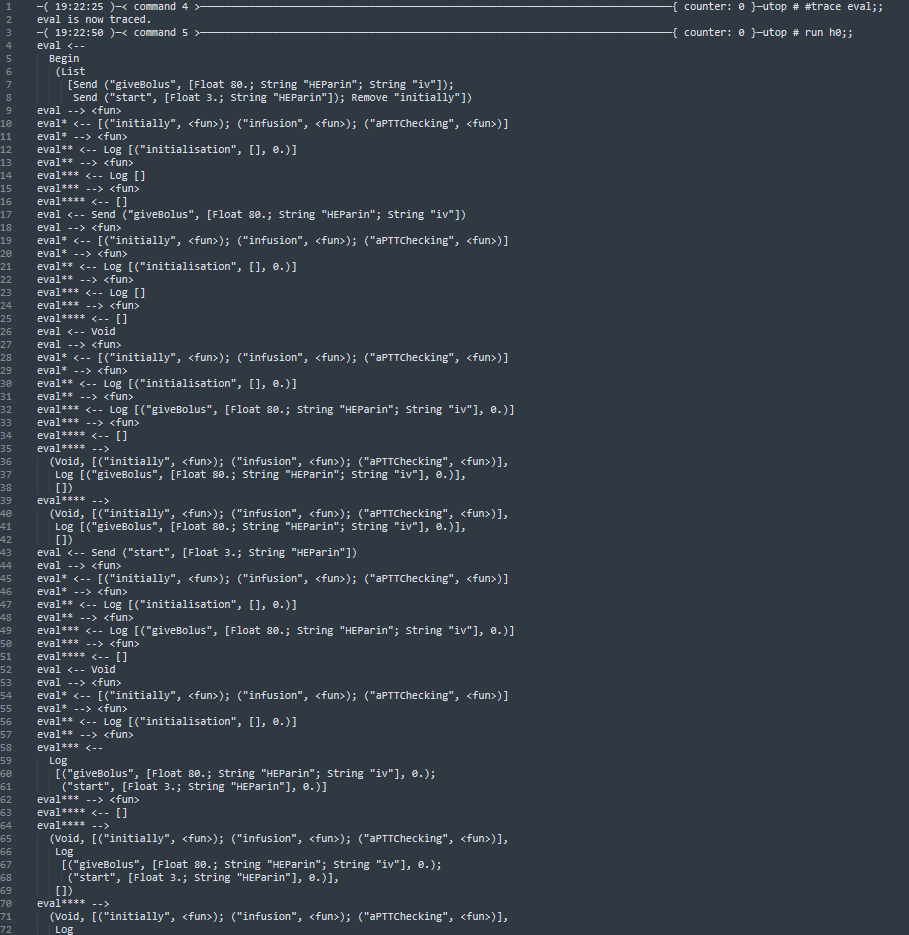 1 -( 19:22:25 )-< command 4 >──────────────────────────────{ counter: 0 }─utop # #trace eval;;
2 eval is now traced.
3 -( 19:22:50 )-< command 5 >──────────────────────────────{ counter: 0 }─utop # run h0;;
4 eval <--
5 Begin
6 (List
7 [Send ("giveBolus", [Float 80.; String "HEParin"; String "iv"]);
8 Send ("start", [Float 3.; String "HEParin"]); Remove "initially"])
9 eval --> <fun>
10 eval* <-- [("initially", <fun>); ("infusion", <fun>); ("aPTTChecking", <fun>)]
11 eval* --> <fun>
12 eval** <-- Log [("initialisation", [], 0.)]
13 eval** --> <fun>
14 eval*** <-- Log []
15 eval*** --> <fun>
16 eval**** <-- []
17 eval <-- Send ("giveBolus", [Float 80.; String "HEParin"; String "iv"])
18 eval --> <fun>
19 eval* <-- [("initially", <fun>); ("infusion", <fun>); ("aPTTChecking", <fun>)]
20 eval* --> <fun>
21 eval** <-- Log [("initialisation", [], 0.)]
22 eval** --> <fun>
23 eval*** <-- Log []
24 eval*** --> <fun>
25 eval**** <-- []
26 eval <-- Void
27 eval --> <fun>
28 eval* <-- [("initially", <fun>); ("infusion", <fun>); ("aPTTChecking", <fun>)]
29 eval* --> <fun>
30 eval** <-- Log [("initialisation", [], 0.)]
31 eval** --> <fun>
32 eval*** <-- Log [("giveBolus", [Float 80.; String "HEParin"; String "iv"], 0.)]
33 eval*** --> <fun>
34 eval**** <-- []
35 eval**** -->
36 (Void, [("initially", <fun>); ("infusion", <fun>); ("aPTTChecking", <fun>)],
37 Log [("giveBolus", [Float 80.; String "HEParin"; String "iv"], 0.)],
38 [])
39 eval**** -->
40 (Void, [("initially", <fun>); ("infusion", <fun>); ("aPTTChecking", <fun>)],
41 Log [("giveBolus", [Float 80.; String "HEParin"; String "iv"], 0.)],
42 [])
43 eval <-- Send ("start", [Float 3.; String "HEParin"])
44 eval --> <fun>
45 eval* <-- [("initially", <fun>); ("infusion", <fun>); ("aPTTChecking", <fun>)]
46 eval* --> <fun>
47 eval** <-- Log [("initialisation", [], 0.)]
48 eval** --> <fun>
49 eval*** <-- Log [("giveBolus", [Float 80.; String "HEParin"; String "iv"], 0.)]
50 eval*** --> <fun>
51 eval**** <-- []
52 eval <-- Void
53 eval --> <fun>
54 eval* <-- [("initially", <fun>); ("infusion", <fun>); ("aPTTChecking", <fun>)]
55 eval* --> <fun>
56 eval** <-- Log [("initialisation", [], 0.)]
57 eval** --> <fun>
58 eval*** <--
59 Log
60 [("giveBolus", [Float 80.; String "HEParin"; String "iv"], 0.);
61 ("start", [Float 3.; String "HEParin"], 0.)]
62 eval*** --> <fun>
63 eval**** <-- []
64 eval**** -->
65 (Void, [("initially", <fun>); ("infusion", <fun>); ("aPTTChecking", <fun>)],
66 Log
67 [("giveBolus", [Float 80.; String "HEParin"; String "iv"], 0.);
68 ("start", [Float 3.; String "HEParin"], 0.)],
69 [])
70 eval**** -->
71 (Void, [("initially", <fun>); ("infusion", <fun>); ("aPTTChecking", <fun>)],
72 Log